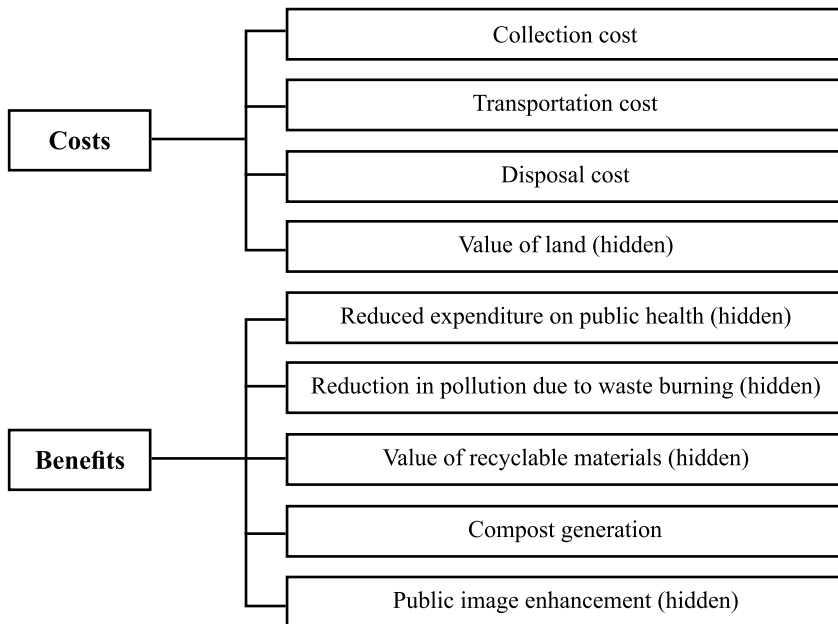 Costs
Collection cost
Transportation cost
Disposal cost
Value of land (hidden)
Benefits
Reduced expenditure on public health (hidden)
Reduction in pollution due to waste burning (hidden)
Value of recyclable materials (hidden)
Compost generation
Public image enhancement (hidden)